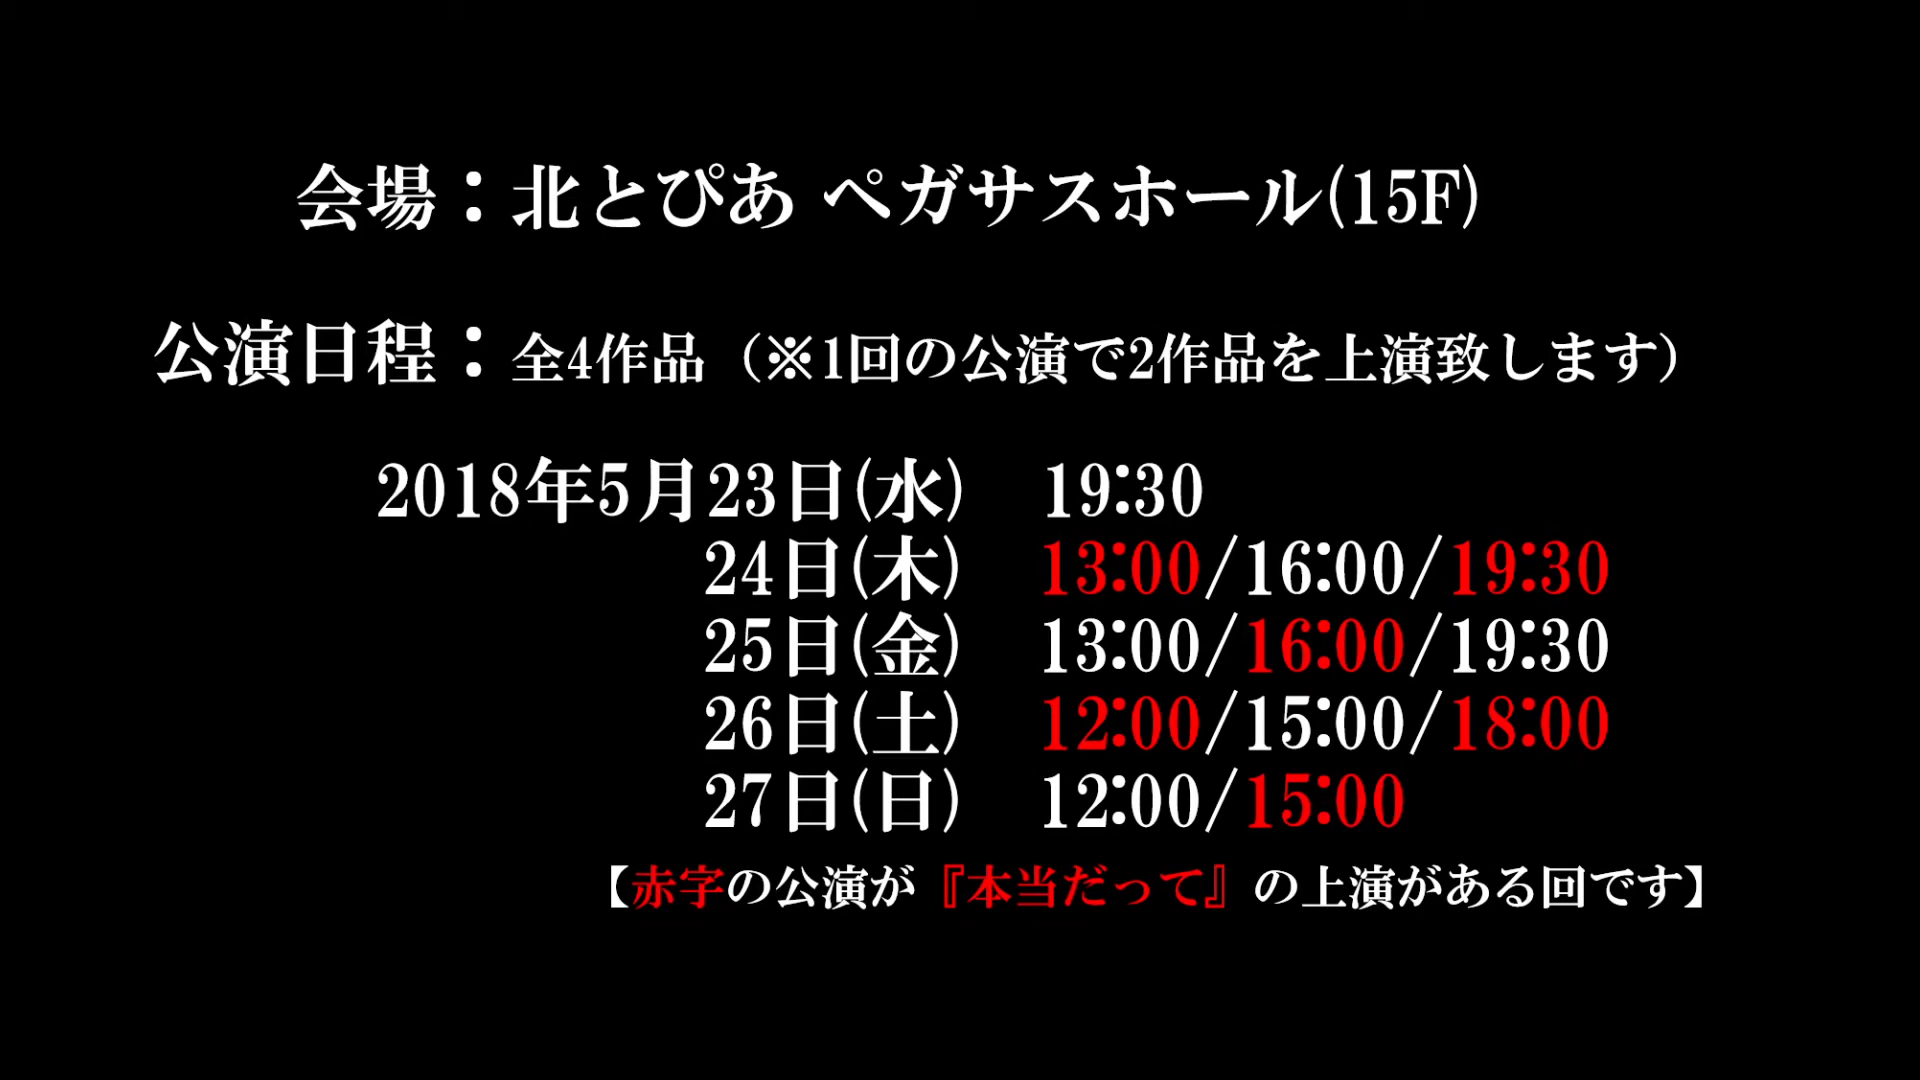 会場：北とぴあ ペガサスホール(15F)
公演日程：全4作品（※1回の公演で2作品を上演致します）
2018年5月23日(水)　19:30
24日(木)　13:00/16:00/19:30
25日(金)　13:00/16:00/19:30
26日(土)　12:00/15:00/18:00
27日(日)　12:00/15:00
【赤字の公演が『本当だって』の上演がある回です】